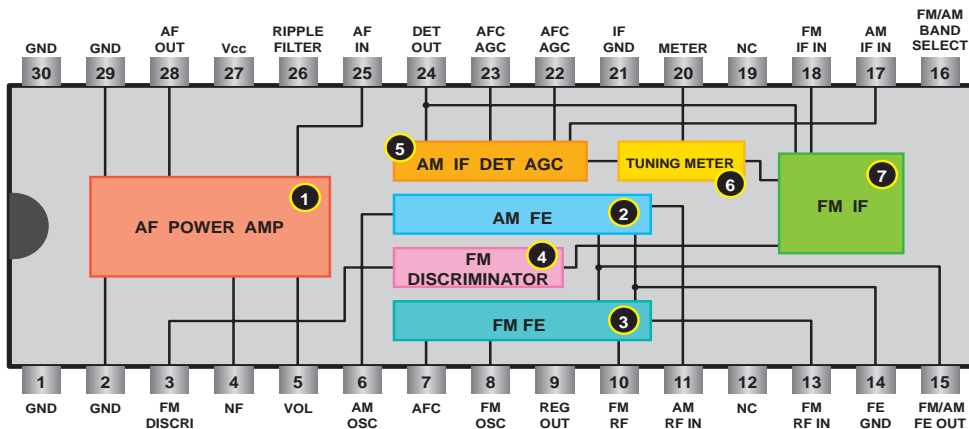 GND
GND
AF
OUT
Vcc
RIPPLE
FILTER
AF
IN
DET
OUT
AFC
AGC
AFC
AGC
IF
GND
METER
NC
FM
IF IN
AM
IF IN
FM/AM
BAND
SELECT
30 29 28 27 26 25 24 23 22 21 20 19 18 17 16
5
AM IF DET AGC
TUNING METER
6
7
FM IF
1
AF POWER AMP
2
AM FE
4
FM
DISCRIMINATOR
3
FM FE
1 2 3 4 5 6 7 8 9 10 11 12 13 14 15
GND
GND
FM
DISCRI
NF
VOL
AM
OSC
AFC
FM
OSC
REG
OUT
FM
RF
AM
RF IN
NC
FM
RF IN
FE
GND
FM/AM
FE OUT